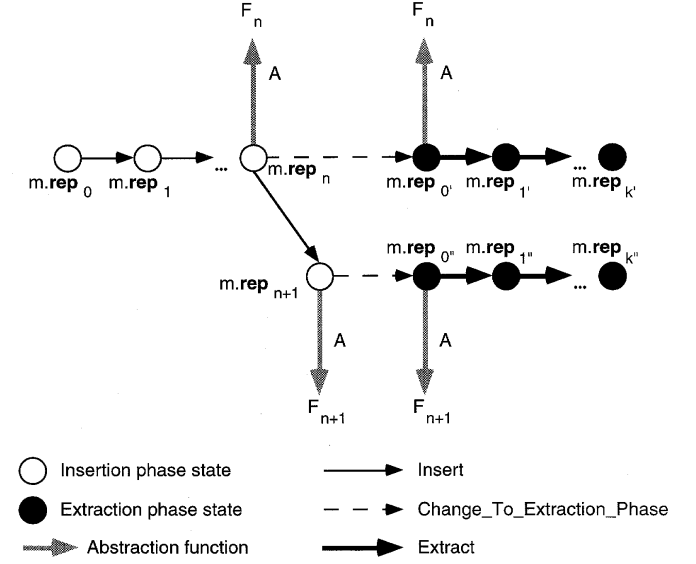 F n F n
A A
m.rep 0 m.rep 1 ... m.rep n m.rep 0' m.rep 1' ... m.rep k'
m.rep n+1 m.rep 0" m.rep 1" ... m.rep k"
A A
F n+1 F n+1
Insertion phase state Insert
Extraction phase state Change_To_Extraction_Phase
Abstraction function Extract